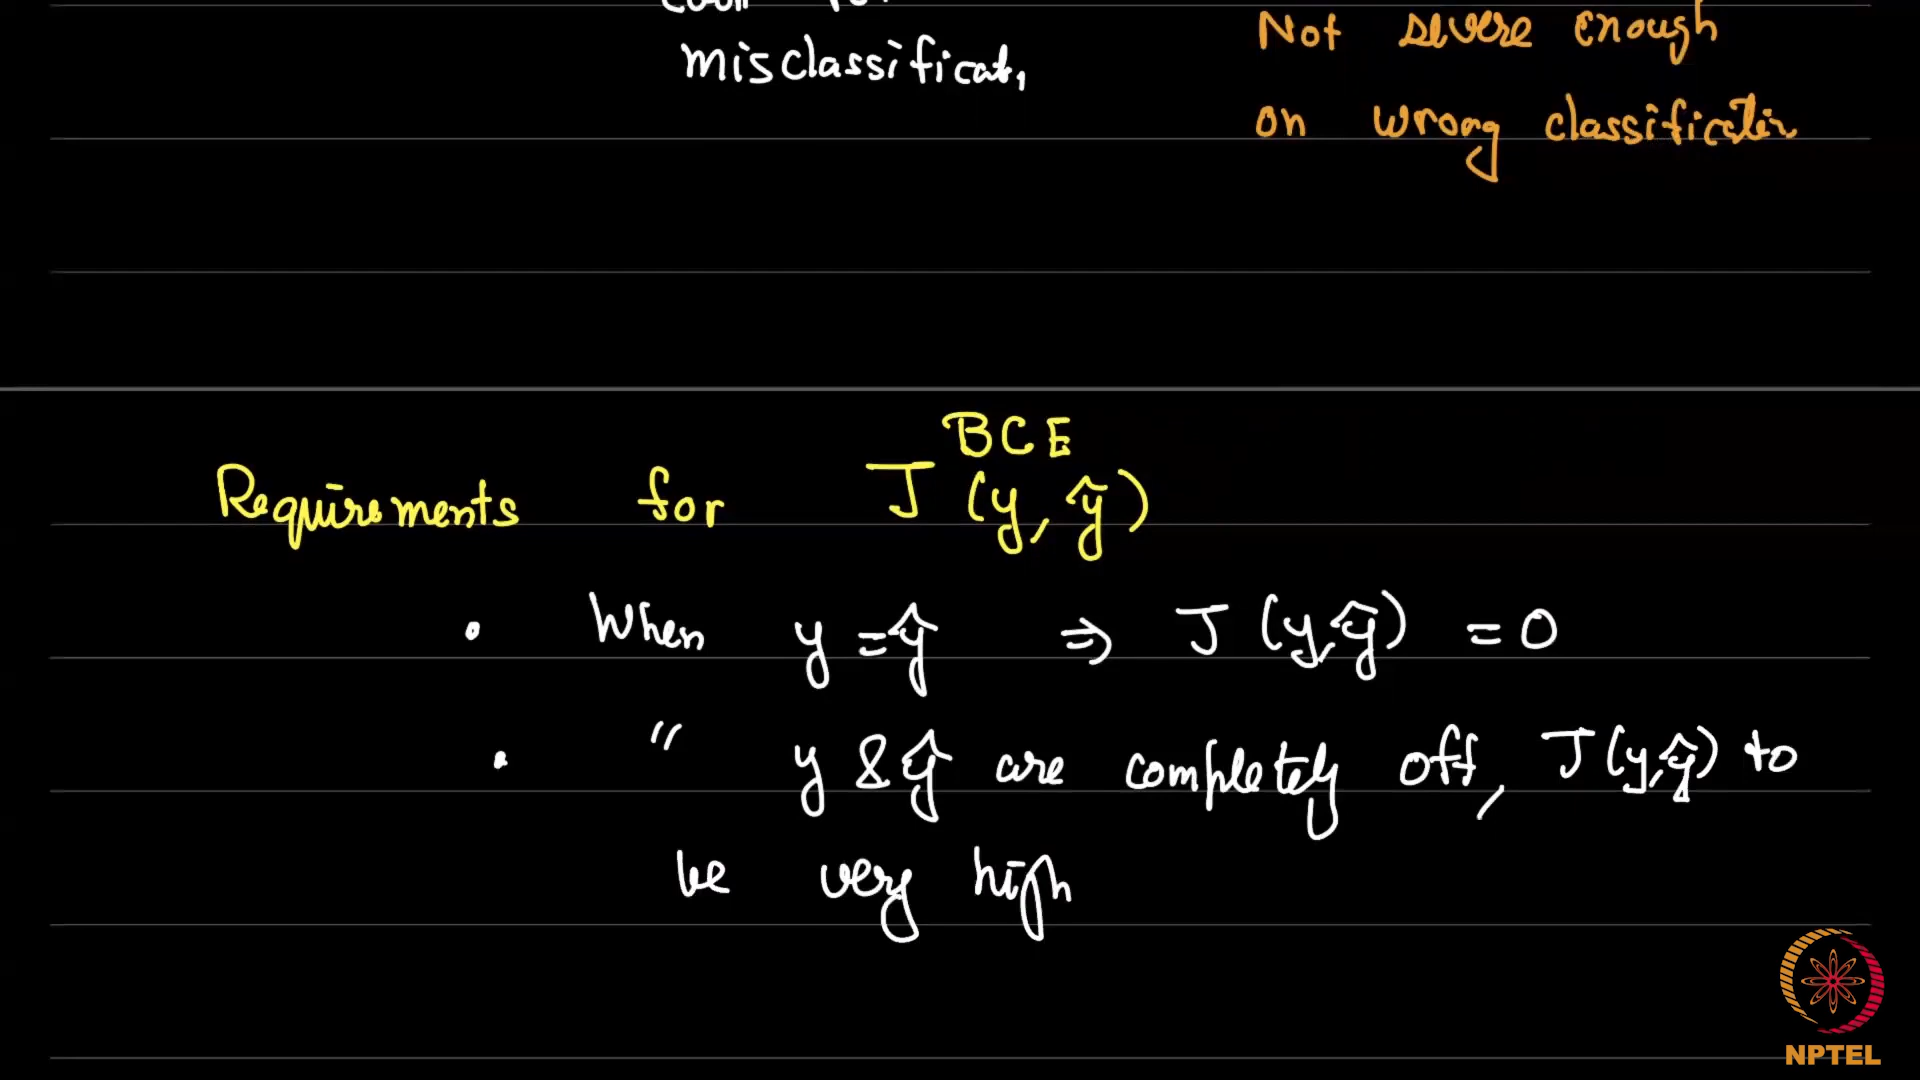 misclassificat,
Not severe enough
on wrong classification
BCE
Requirements for J (y, ŷ)
• When y = ŷ ⇒ J (y, ŷ) = 0
• " y & ŷ are completely off, J (y, ŷ) to
be very high
NPTEL